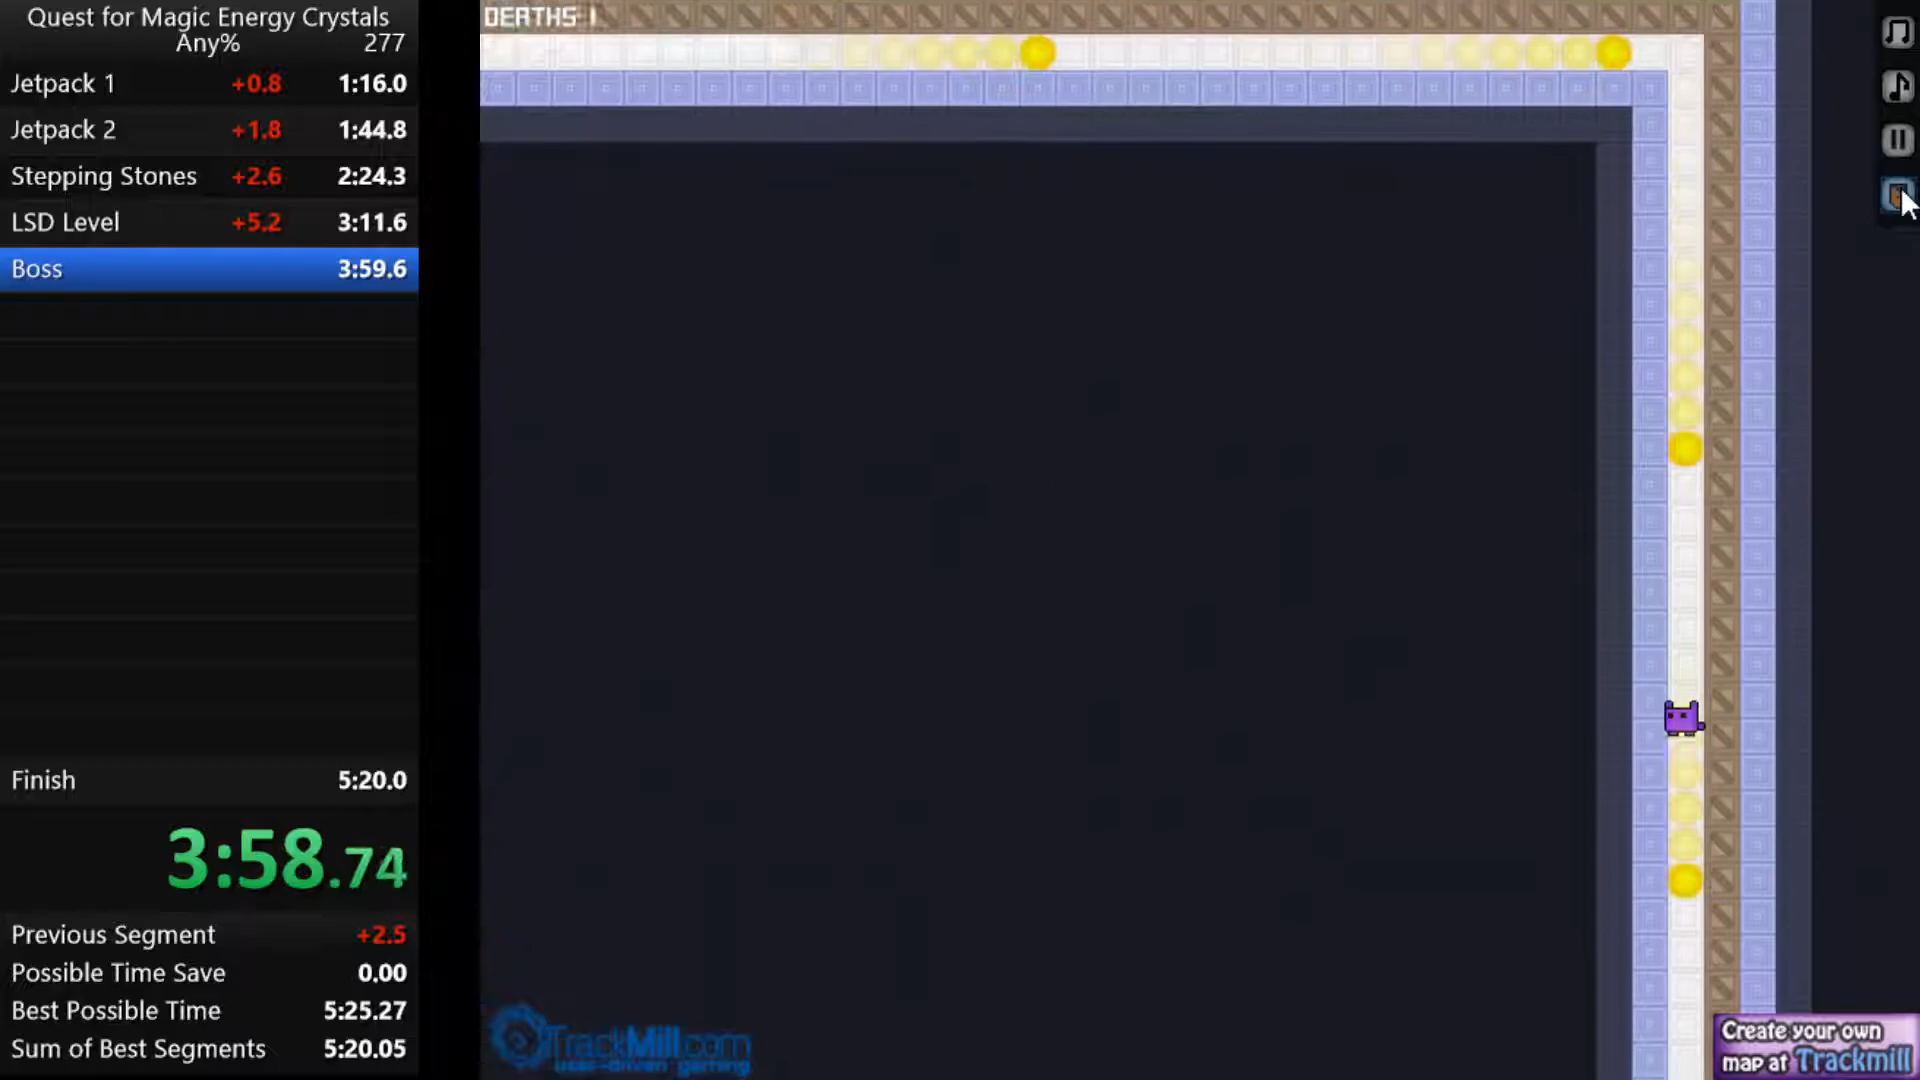 Quest for Magic Energy Crystals
Any% 277
Jetpack 1 +0.8 1:16.0
Jetpack 2 +1.8 1:44.8
Stepping Stones +2.6 2:24.3
LSD Level +5.2 3:11.6
Boss 3:59.6
Finish 5:20.0
3:58.74
Previous Segment +2.5
Possible Time Save 0.00
Best Possible Time 5:25.27
Sum of Best Segments 5:20.05
DEATHS 1
TrackMill.com
user-driven gaming
Create your own
map at Trackmill